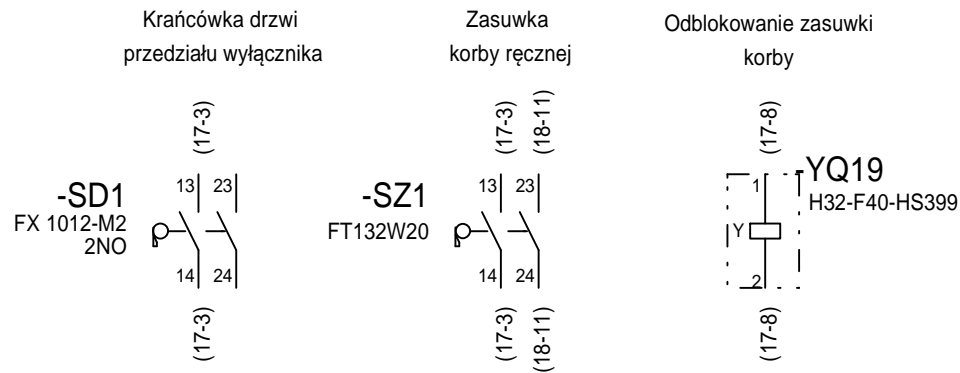 Krańcówka drzwi
przedziału wyłącznika
(17-3)
-SD1
FX 1012-M2
2NO
13 23
14 24
(17-3)
Zasuwka
korby ręcznej
(17-3) (18-11)
-SZ1
FT132W20
13 23
14 24
(17-3) (18-11)
Odblokowanie zasuwki
korby
(17-8)
-YQ19
H32-F40-HS399
1
Y
2
(17-8)